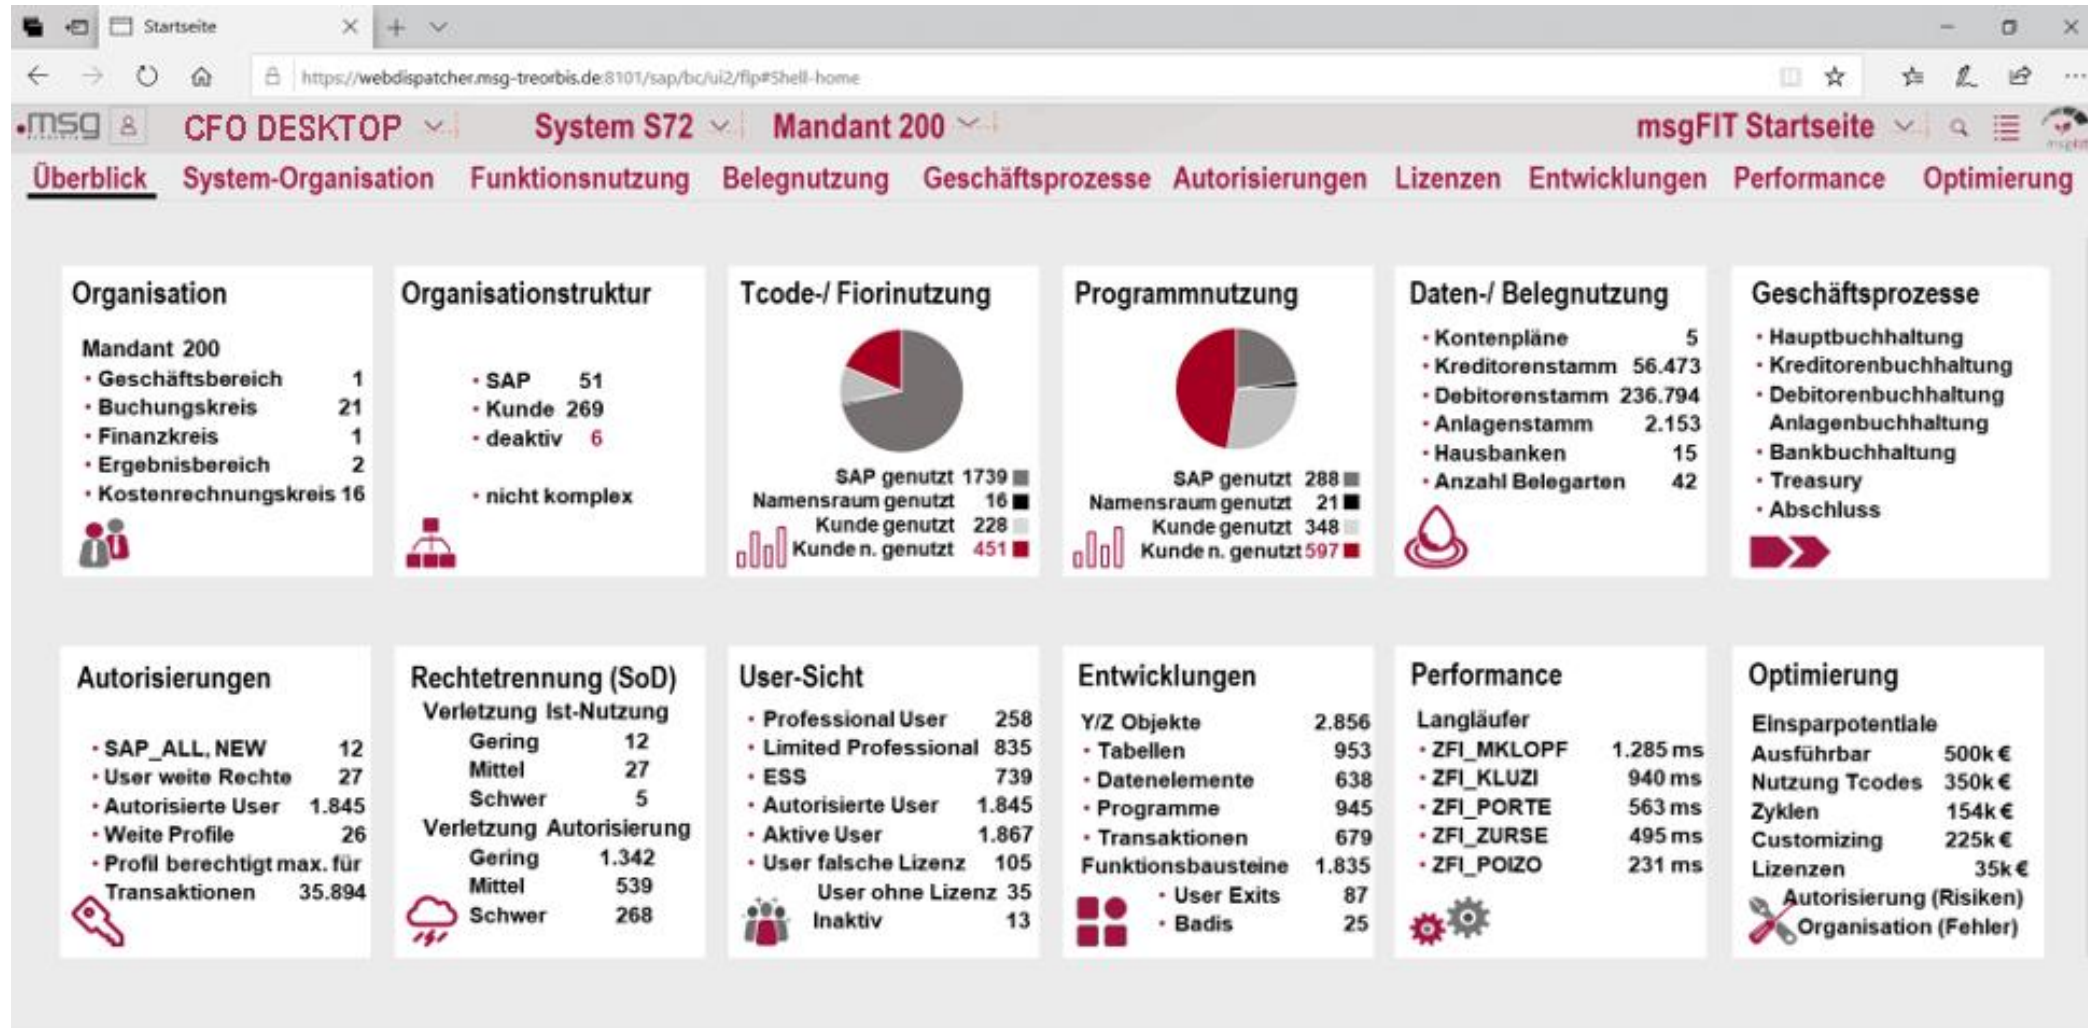 Startseite
https://webdispatcher.msg-treorbis.de:8101/sap/bc/ui2/flp#Shell-home
.msg CFO DESKTOP System S72 Mandant 200 msgFIT Startseite
Überblick System-Organisation Funktionsnutzung Belegnutzung Geschäftsprozesse Autorisierungen Lizenzen Entwicklungen Performance Optimierung
Organisation
Mandant 200
• Geschäftsbereich 1
• Buchungskreis 21
• Finanzkreis 1
• Ergebnisbereich 2
• Kostenrechnungskreis 16
Organisationstruktur
• SAP 51
• Kunde 269
• deaktiv 6
• nicht komplex
Tcode-/ Fiorinutzung
SAP genutzt 1739
Namensraum genutzt 16
Kunde genutzt 228
Kunde n. genutzt 451
Programmnutzung
SAP genutzt 288
Namensraum genutzt 21
Kunde genutzt 348
Kunde n. genutzt 597
Daten-/ Belegnutzung
• Kontenpläne 5
• Kreditorenstamm 56.473
• Debitorenstamm 236.794
• Anlagenstamm 2.153
• Hausbanken 15
• Anzahl Belegarten 42
Geschäftsprozesse
• Hauptbuchhaltung
• Kreditorenbuchhaltung
• Debitorenbuchhaltung
Anlagenbuchhaltung
• Bankbuchhaltung
• Treasury
• Abschluss
Autorisierungen
• SAP_ALL, NEW 12
• User weite Rechte 27
• Autorisierte User 1.845
• Weite Profile 26
• Profil berechtigt max. für
Transaktionen 35.894
Rechtetrennung (SoD)
Verletzung Ist-Nutzung
Gering 12
Mittel 27
Schwer 5
Verletzung Autorisierung
Gering 1.342
Mittel 539
Schwer 268
User-Sicht
• Professional User 258
• Limited Professional 835
• ESS 739
• Autorisierte User 1.845
• Aktive User 1.867
• User falsche Lizenz 105
User ohne Lizenz 35
Inaktiv 13
Entwicklungen
Y/Z Objekte 2.856
• Tabellen 953
• Datenelemente 638
• Programme 945
• Transaktionen 679
Funktionsbausteine 1.835
• User Exits 87
• Badis 25
Performance
Langläufer
• ZFI_MKLOPF 1.285 ms
• ZFI_KLUZI 940 ms
• ZFI_PORTE 563 ms
• ZFI_ZURSE 495 ms
• ZFI_POIZO 231 ms
Optimierung
Einsparpotentiale
Ausführbar 500k €
Nutzung Tcodes 350k €
Zyklen 154k €
Customizing 225k €
Lizenzen 35k €
Autorisierung (Risiken)
Organisation (Fehler)